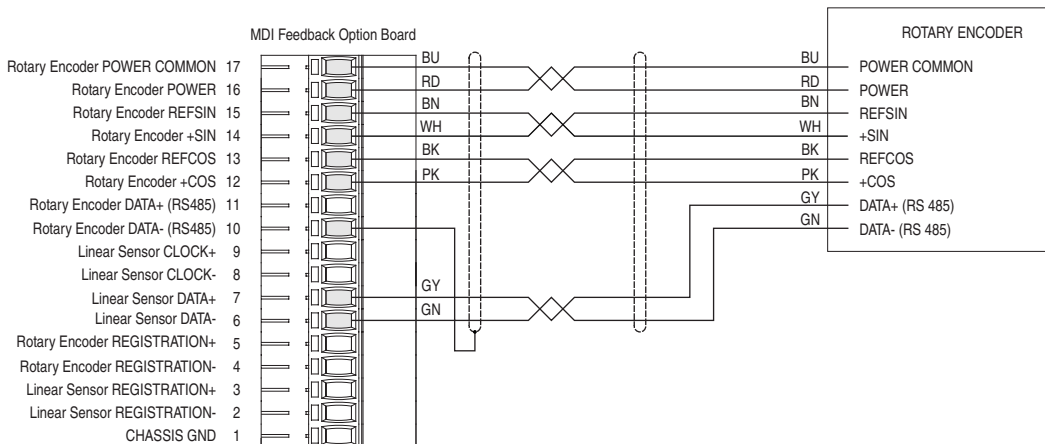 ROTARY ENCODER
MDI Feedback Option Board
Rotary Encoder POWER COMMON 17 BU BU POWER COMMON
Rotary Encoder POWER 16 RD RD POWER
Rotary Encoder REFSIN 15 BN BN REFSIN
Rotary Encoder +SIN 14 WH WH +SIN
Rotary Encoder REFCOS 13 BK BK REFCOS
Rotary Encoder +COS 12 PK PK +COS
Rotary Encoder DATA+ (RS485) 11 GY DATA+ (RS 485)
Rotary Encoder DATA- (RS485) 10 GN DATA- (RS 485)
Linear Sensor CLOCK+ 9
Linear Sensor CLOCK- 8
Linear Sensor DATA+ 7 GY
Linear Sensor DATA- 6 GN
Rotary Encoder REGISTRATION+ 5
Rotary Encoder REGISTRATION- 4
Linear Sensor REGISTRATION+ 3
Linear Sensor REGISTRATION- 2
CHASSIS GND 1